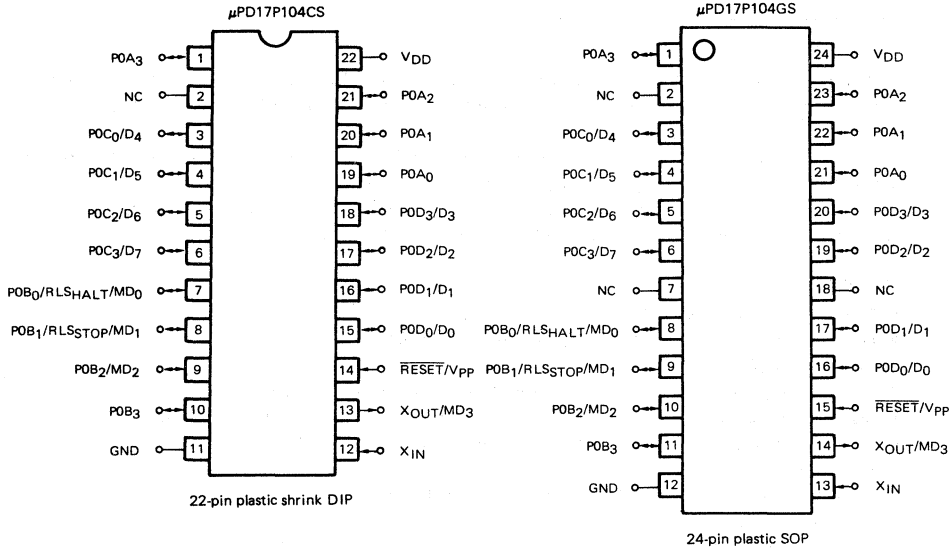 μPD17P104CS
P0A3 1 22 VDD
NC 2 21 P0A2
P0C0/D4 3 20 P0A1
P0C1/D5 4 19 P0A0
P0C2/D6 5 18 P0D3/D3
P0C3/D7 6 17 P0D2/D2
P0B0/RLSHALT/MD0 7 16 P0D1/D1
P0B1/RLSSTOP/MD1 8 15 P0D0/D0
P0B2/MD2 9 14 RESET/VPP
P0B3 10 13 XOUT/MD3
GND 11 12 XIN
22-pin plastic shrink DIP
μPD17P104GS
P0A3 1 24 VDD
NC 2 23 P0A2
P0C0/D4 3 22 P0A1
P0C1/D5 4 21 P0A0
P0C2/D6 5 20 P0D3/D3
P0C3/D7 6 19 P0D2/D2
NC 7 18 NC
P0B0/RLSHALT/MD0 8 17 P0D1/D1
P0B1/RLSSTOP/MD1 9 16 P0D0/D0
P0B2/MD2 10 15 RESET/VPP
P0B3 11 14 XOUT/MD3
GND 12 13 XIN
24-pin plastic SOP